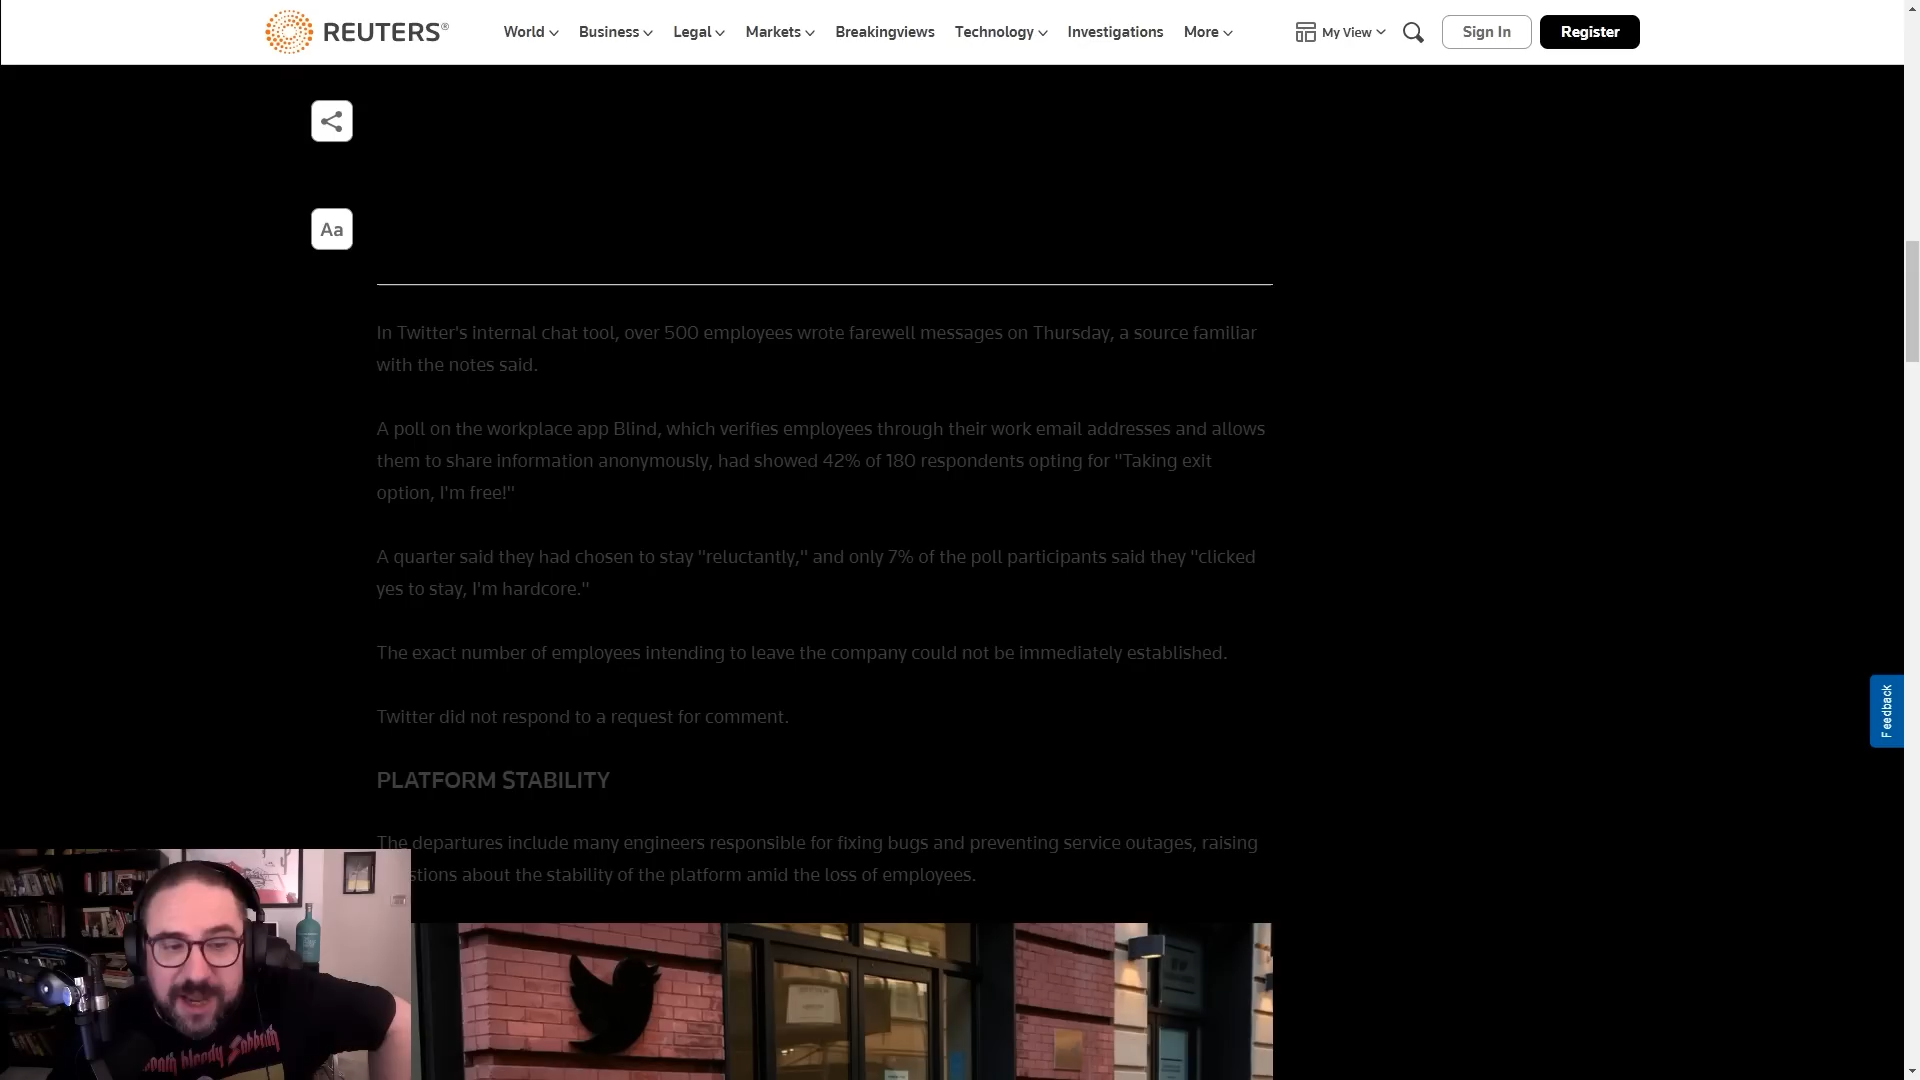 REUTERS®
World
Business
Legal
Markets
Breakingviews
Technology
Investigations
More
My View
Sign In
Register
Aa
In Twitter's internal chat tool, over 500 employees wrote farewell messages on Thursday, a source familiar
with the notes said.
A poll on the workplace app Blind, which verifies employees through their work email addresses and allows
them to share information anonymously, had showed 42% of 180 respondents opting for "Taking exit
option, I'm free!"
A quarter said they had chosen to stay "reluctantly," and only 7% of the poll participants said they "clicked
yes to stay, I'm hardcore."
The exact number of employees intending to leave the company could not be immediately established.
Twitter did not respond to a request for comment.
Feedback
PLATFORM STABILITY
The departures include many engineers responsible for fixing bugs and preventing service outages, raising
stions about the stability of the platform amid the loss of employees.
bloody Sabbath